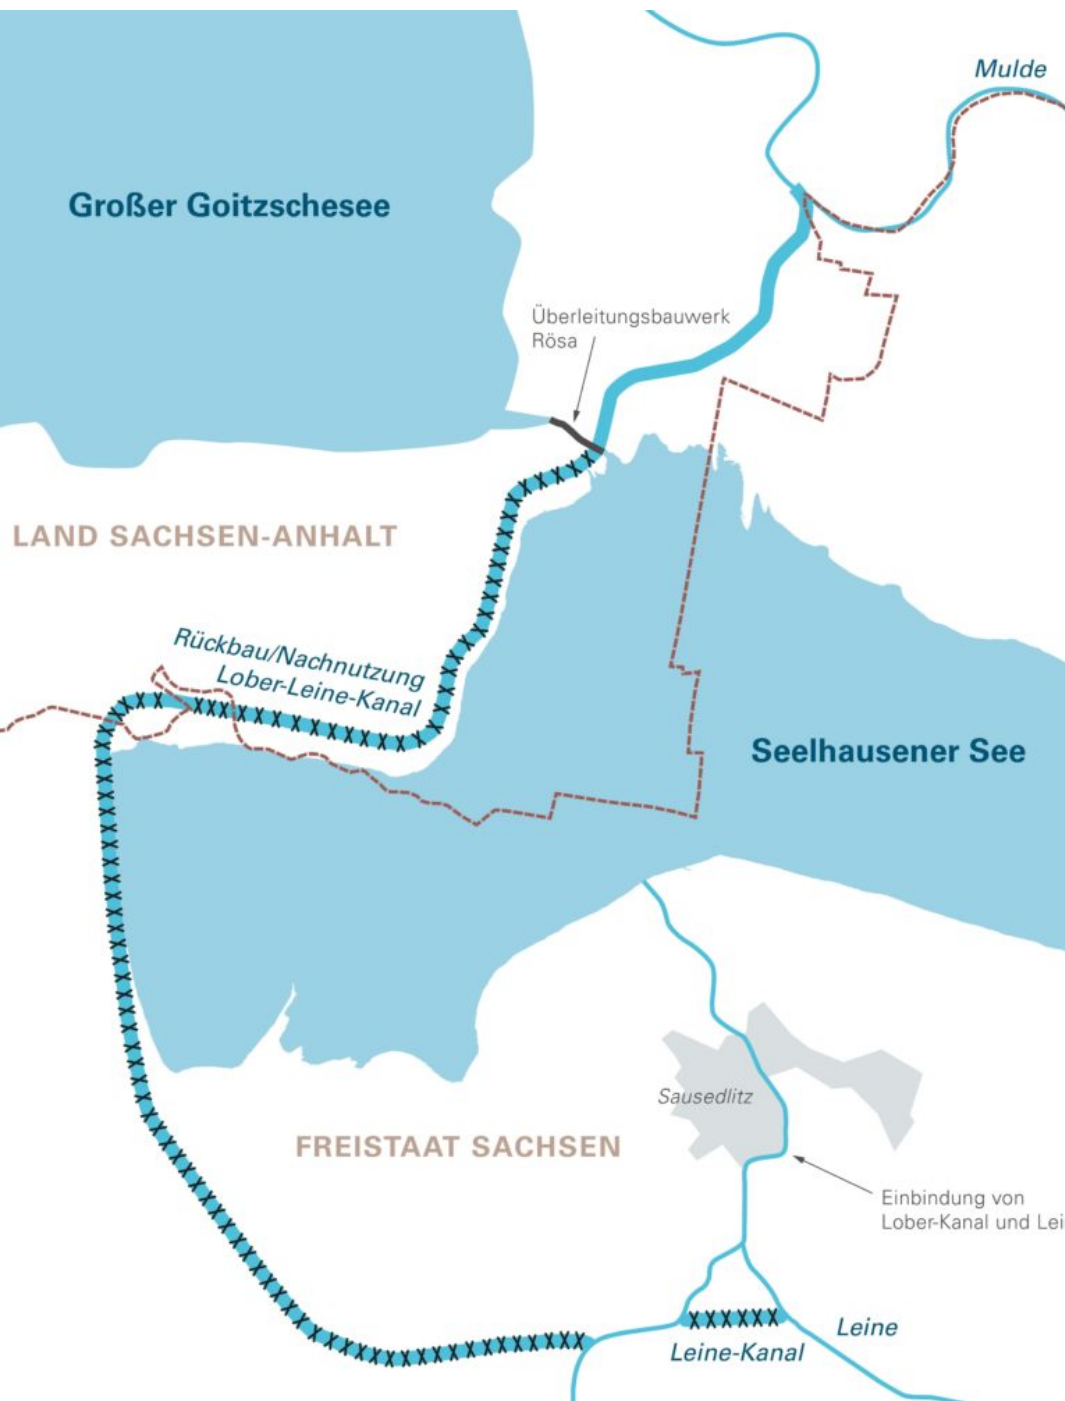 Mulde
Großer Goitzschesee
Überleitungsbauwerk
Rösa
LAND SACHSEN-ANHALT
Rückbau/Nachnutzung
Lober-Leine-Kanal
Seelhausener See
Sausedlitz
FREISTAAT SACHSEN
Einbindung von
Lober-Kanal und Lei
Leine
Leine-Kanal